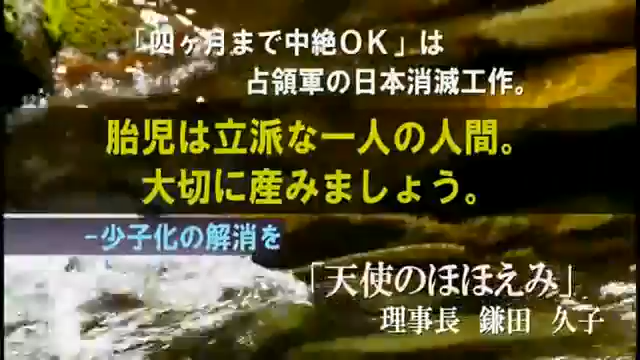 「四ヶ月まで中絶OK」は
占領軍の日本消滅工作。
胎児は立派な一人の人間。
大切に産みましょう。
-少子化の解消を
「天使のほほえみ」
理事長 鎌田 久子